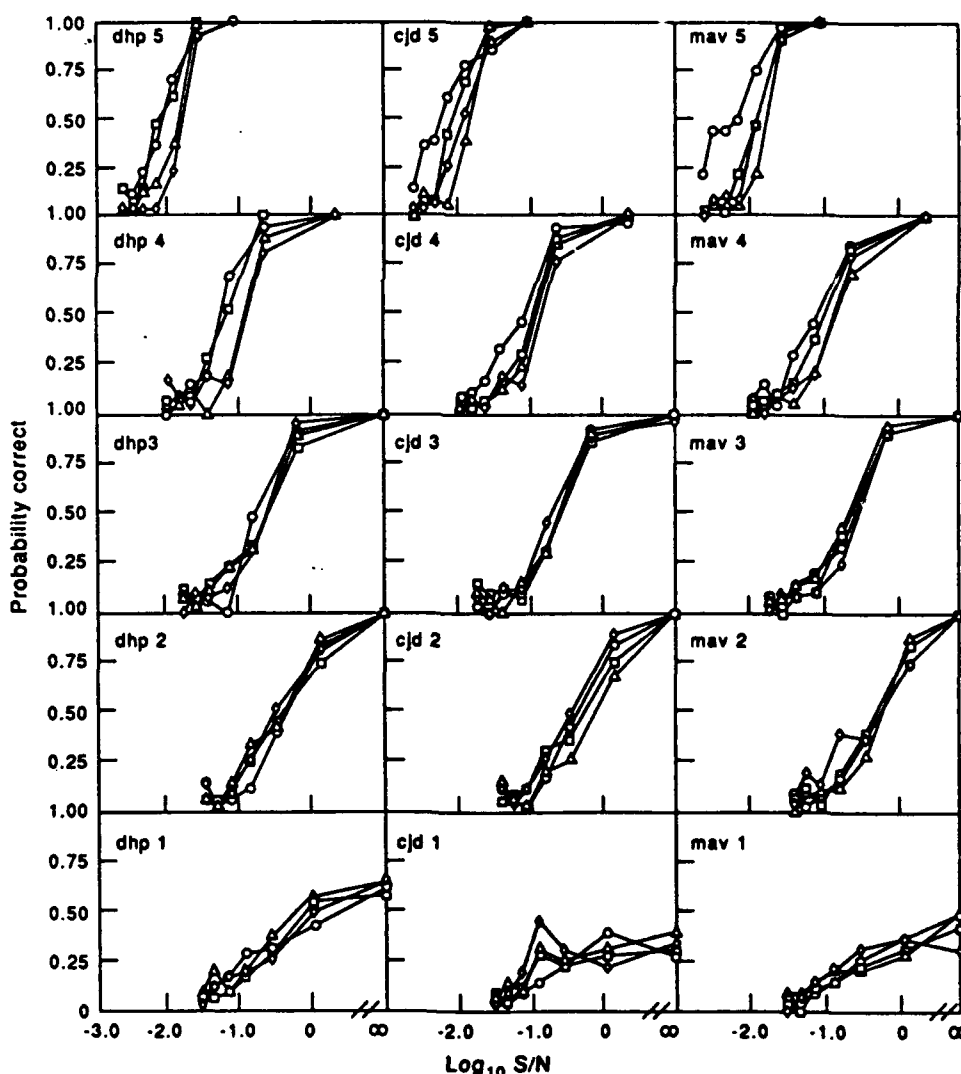 1.00 dhp 5 cjd 5 mav 5
0.75
0.50
0.25
1.00 dhp 4 cjd 4 mav 4
0.75
0.50
0.25
1.00 dhp3 cjd 3 mav 3
0.75
0.50
0.25
1.00 dhp 2 cjd 2 mav 2
0.75
0.50
0.25
1.00 dhp 1 cjd 1 mav 1
0.75
0.50
0.25
0
-3.0 -2.0 -1.0 0 ∞ -2.0 -1.0 0 ∞ -2.0 -1.0 0 ∞
Probability correct
Log₁₀ S/N